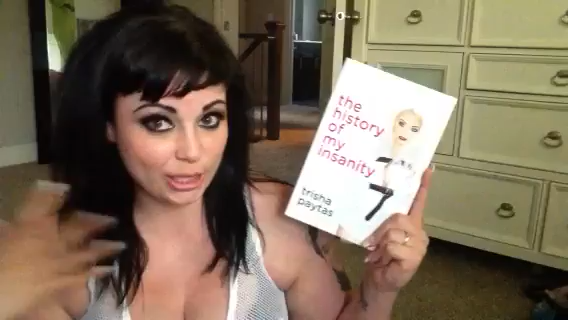 the
history
of
my
insanity
trisha
paytas